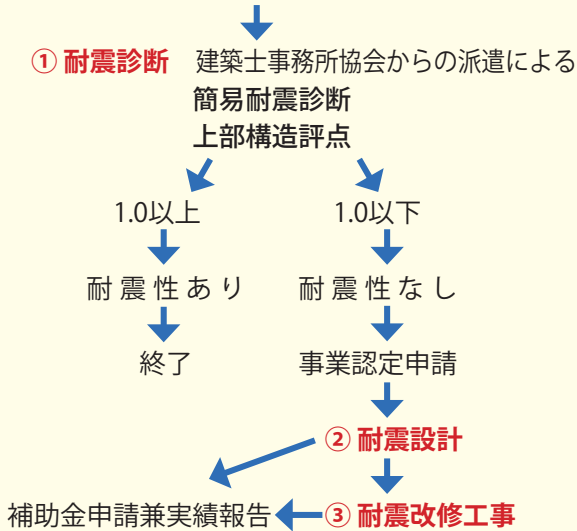 ① 耐震診断 建築士事務所協会からの派遣による
簡易耐震診断
上部構造評点
1.0以上 1.0以下
耐震性あり 耐震性なし
終了 事業認定申請
② 耐震設計
補助金申請兼実績報告 ③ 耐震改修工事